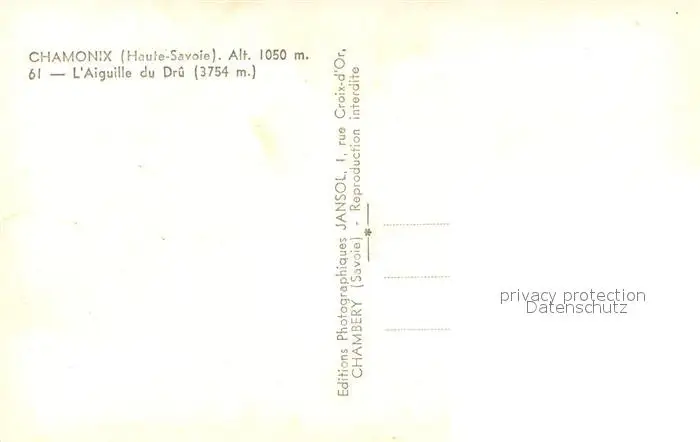 CHAMONIX (Haute-Savoie). Alt. 1050 m.
61 — L'Aiguille du Drû (3754 m.)
Editions Photographiques JANSOL, 1, rue Croix-d'Or,
CHAMBERY (Savoie) - Reproduction interdite
privacy protection
Datenschutz